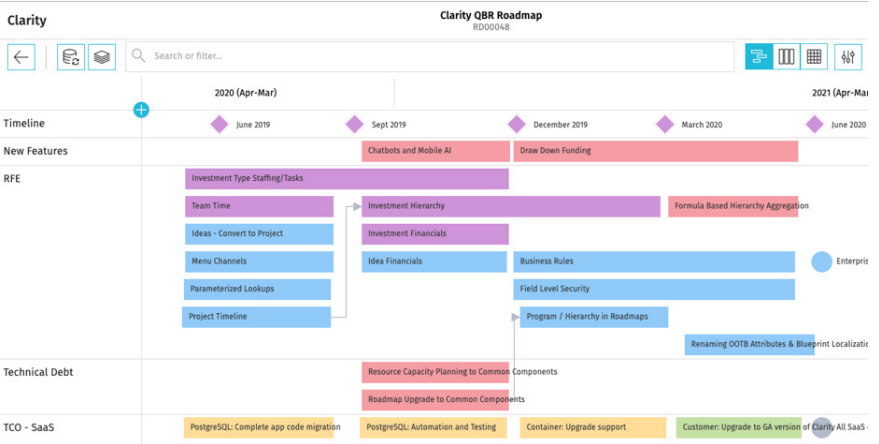 Clarity
Clarity QBR Roadmap
RD00048
Search or filter...
2020 (Apr-Mar)
2021 (Apr-Mar
Timeline
June 2019
Sept 2019
December 2019
March 2020
June 2020
New Features
Chatbots and Mobile AI
Draw Down Funding
RFE
Investment Type Staffing/Tasks
Team Time
Investment Hierarchy
Formula Based Hierarchy Aggregation
Ideas - Convert to Project
Investment Financials
Menu Channels
Idea Financials
Business Rules
Enterpris
Parameterized Lookups
Field Level Security
Project Timeline
Program / Hierarchy in Roadmaps
Renaming OOTB Attributes & Blueprint Localizatio
Technical Debt
Resource Capacity Planning to Common Components
Roadmap Upgrade to Common Components
TCO - SaaS
PostgreSQL: Complete app code migration
PostgreSQL: Automation and Testing
Container: Upgrade support
Customer: Upgrade to GA version of Clarity All SaaS